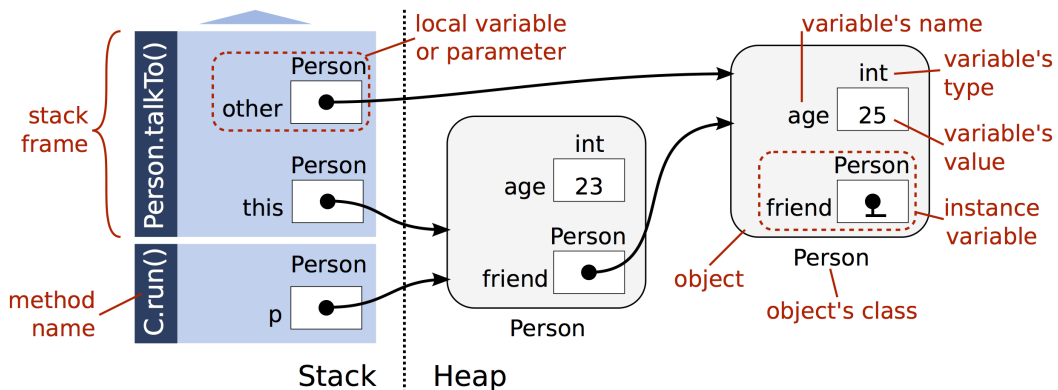 stack
frame
method
name
Person.talkTo()
C.run()
local variable
or parameter
Person
other
Person
this
Person
p
Stack
Heap
int
age
23
Person
friend
Person
variable's name
int
variable's
type
age
25
variable's
value
Person
friend
instance
variable
object
Person
object's class